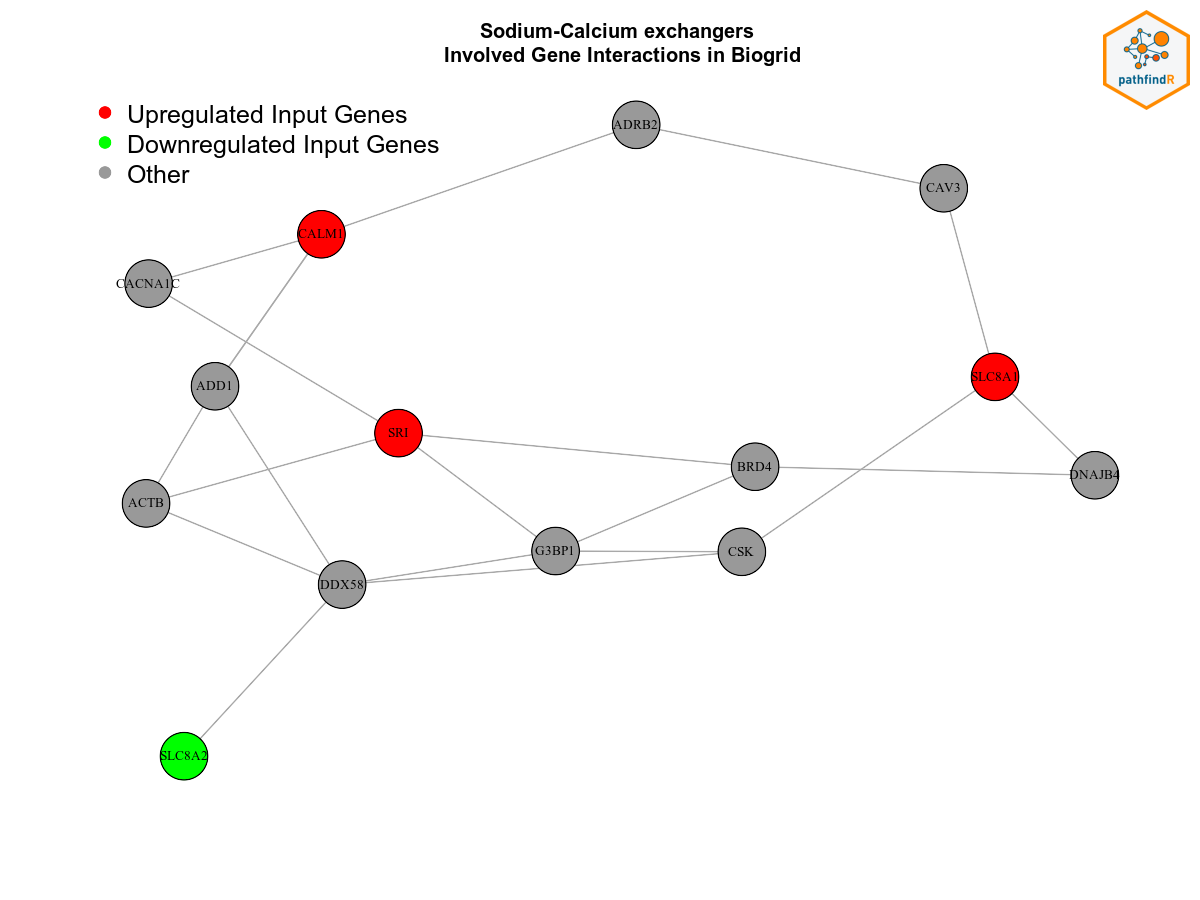 Sodium-Calcium exchangers
Involved Gene Interactions in Biogrid
pathfindR
Upregulated Input Genes
Downregulated Input Genes
Other
ADRB2
CAV3
CALM1
CACNA1C
SLC8A1
ADD1
SRI
BRD4
DNAJB4
ACTB
G3BP1
CSK
DDX58
SLC8A2